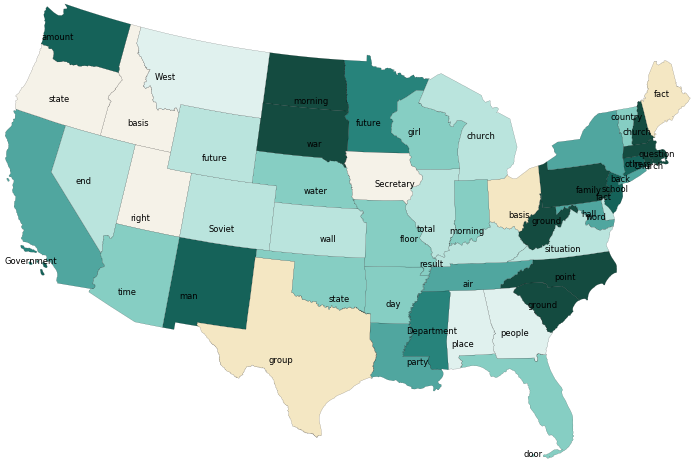 amount
fact
West
state
morning
country
basis
future
girl
church
church
war
question
future
other
church
end
water
Secretary
back
family
school
fact
right
basis
hall
word
ground
Soviet
wall
floor
total
morning
situation
Government
result
time
man
state
day
air
point
ground
Department
people
place
group
party
door